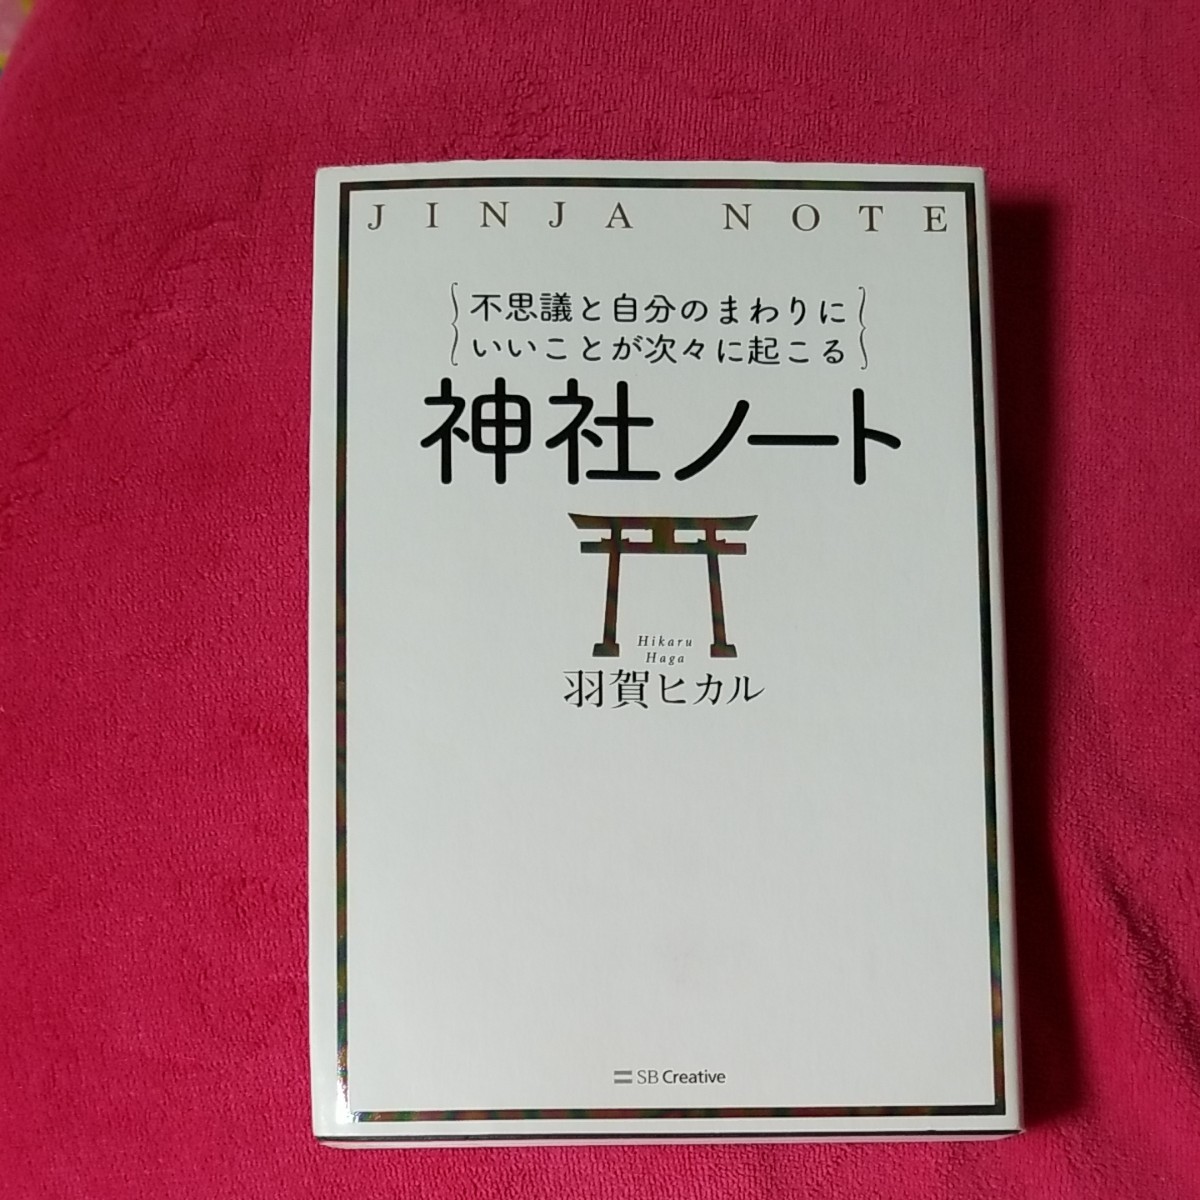 JINJA NOTE
不思議と自分のまわりに
いいことが次々に起こる
神社ノート
Hikaru
Haga
羽賀ヒカル
SB Creative